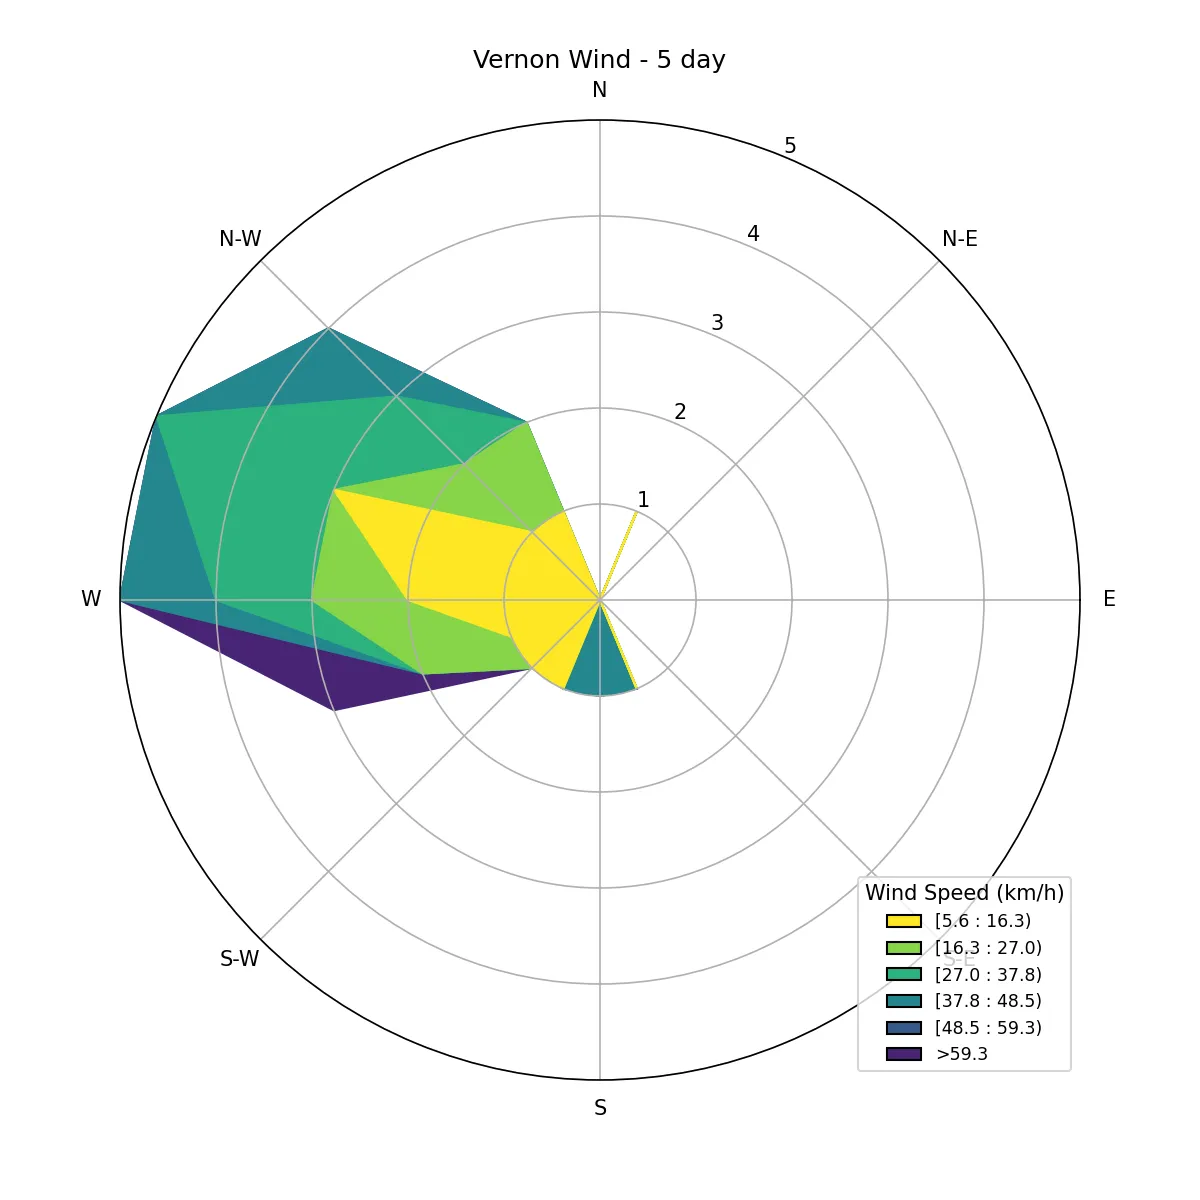 Vernon Wind - 5 day
N
5
N-W
4
N-E
3
2
1
W
E
Wind Speed (km/h)
[5.6 : 16.3)
[16.3 : 27.0)
S-W
S-E
[27.0 : 37.8)
[37.8 : 48.5)
[48.5 : 59.3)
>59.3
S